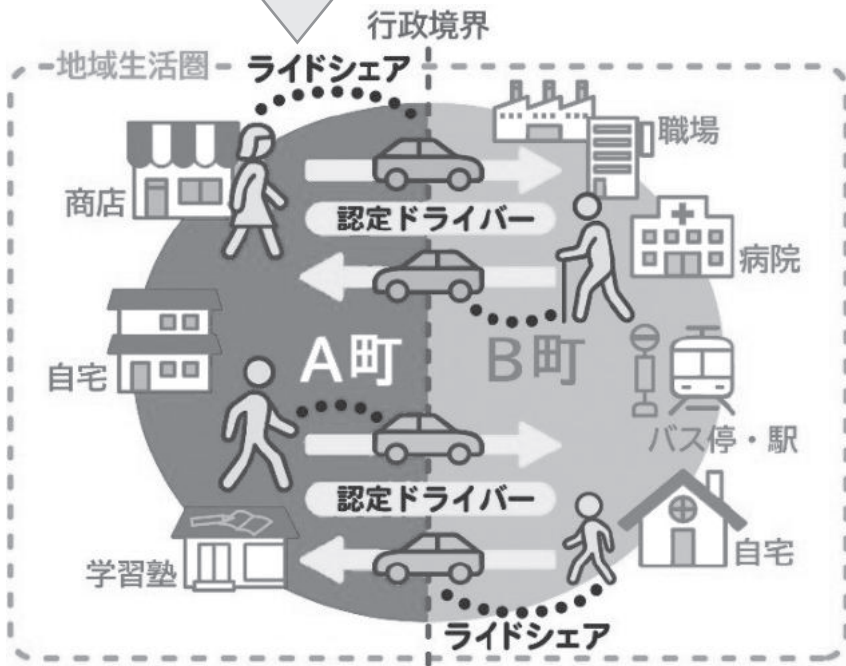 行政境界
地域生活圏
ライドシェア
職場
商店
認定ドライバー
病院
A町
B町
自宅
バス停・駅
認定ドライバー
自宅
学習塾
ライドシェア